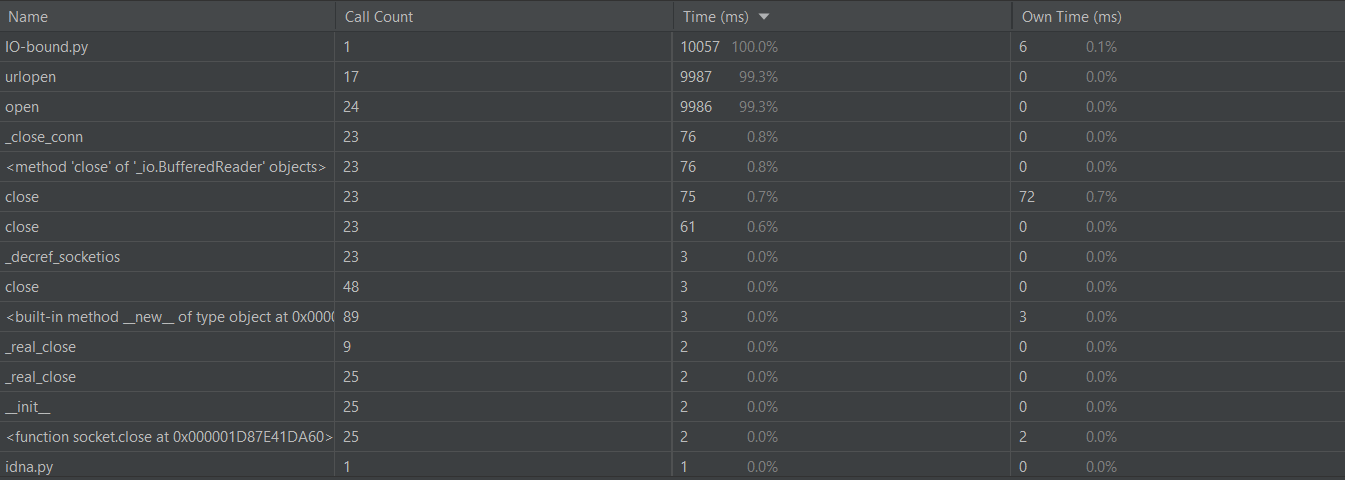 Name Call Count Time (ms) Own Time (ms)
IO-bound.py 1 10057 100.0% 6 0.1%
urlopen 17 9987 99.3% 0 0.0%
open 24 9986 99.3% 0 0.0%
_close_conn 23 76 0.8% 0 0.0%
<method 'close' of '_io.BufferedReader' objects> 23 76 0.8% 0 0.0%
close 23 75 0.7% 72 0.7%
close 23 61 0.6% 0 0.0%
_decref_socketios 23 3 0.0% 0 0.0%
close 48 3 0.0% 0 0.0%
<built-in method __new__ of type object at 0x000( 89 3 0.0% 3 0.0%
_real_close 9 2 0.0% 0 0.0%
_real_close 25 2 0.0% 0 0.0%
__init__ 25 2 0.0% 0 0.0%
<function socket.close at 0x000001D87E41DA60> 25 2 0.0% 2 0.0%
idna.py 1 1 0.0% 0 0.0%